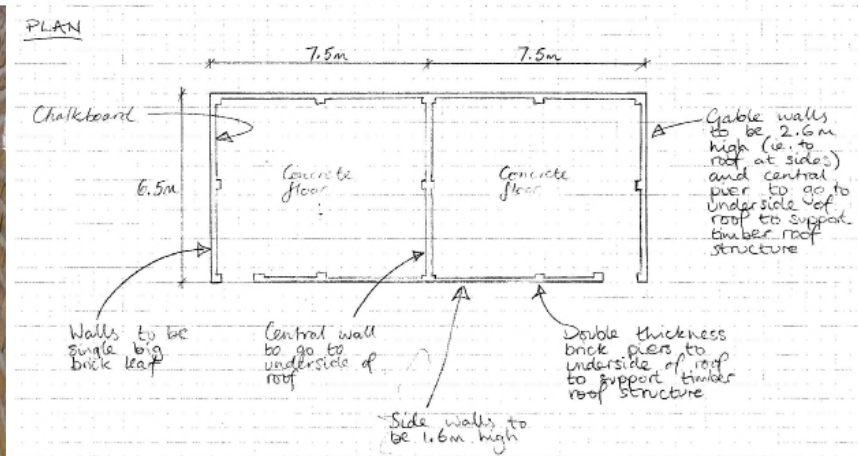 PLAN
7.5m
7.5m
Chalkboard
6.5m
Concrete
floor
Concrete
floor
Gable walls
to be 2.6m
high (ie. to
roof at sides)
and central
pier to go to
underside of
roof to support
timber roof
structure
Walls to be
single big
brick leaf
Central wall
to go to
underside of
roof
Side walls to
be 1.6m high
Double thickness
brick piers to
underside of roof
to support timber
roof structure